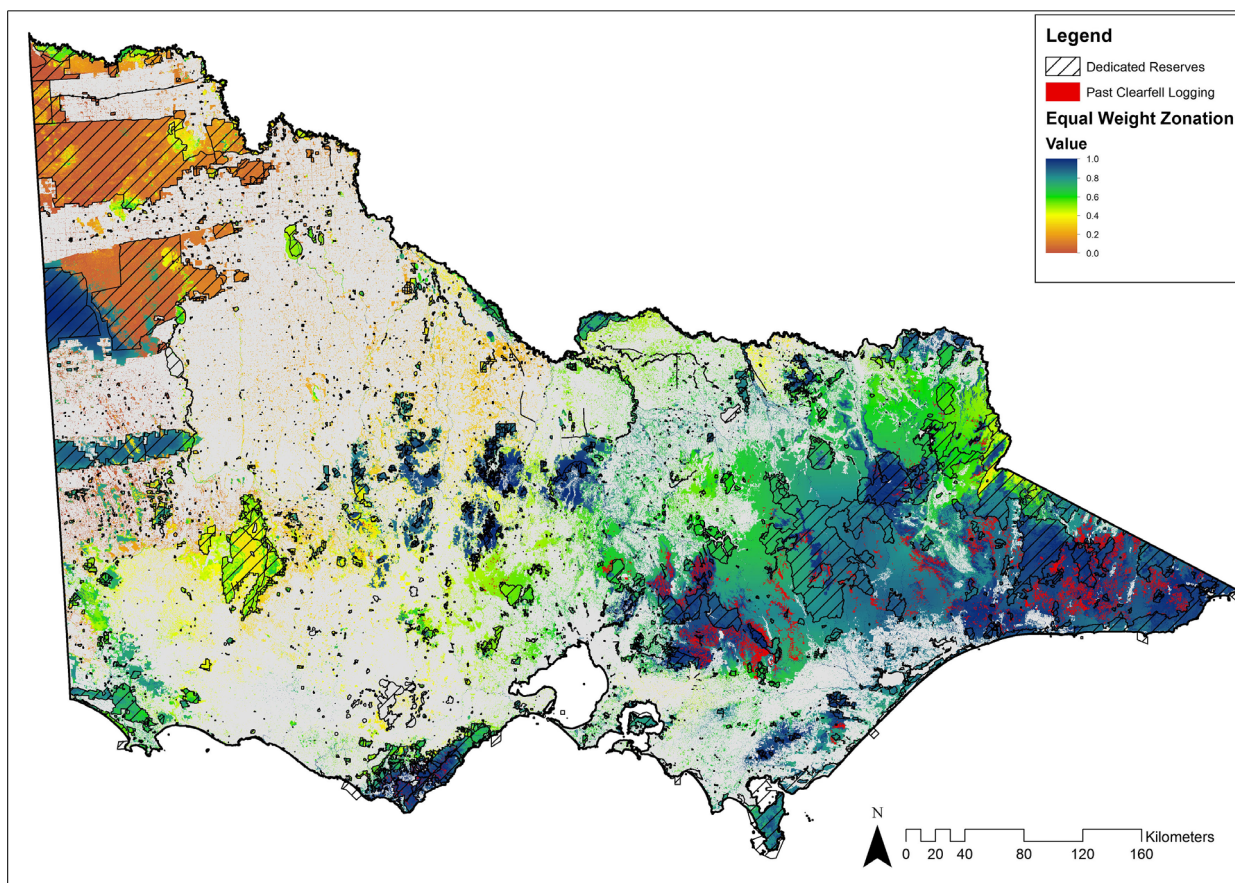 Legend
Dedicated Reserves
Past Clearfell Logging
Equal Weight Zonation
Value
1.0
0.8
0.6
0.4
0.2
0.0
N
Kilometers
0 20 40 80 120 160